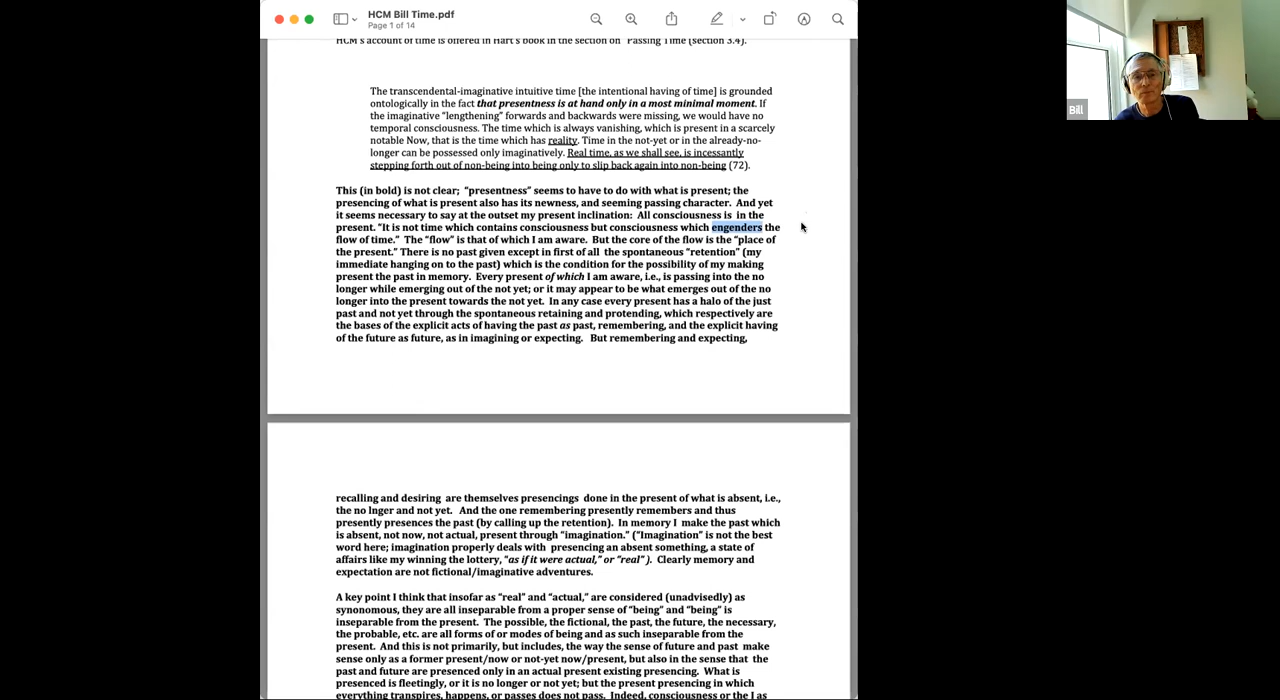 HCM Bill Time.pdf
Page 1 of 14
HCM's account of time is offered in Hart's book in the section on "Passing Time (section 3.4).
The transcendental-imaginative intuitive time [the intentional having of time] is grounded
ontologically in the fact that presentness is at hand only in a most minimal moment. If
the imaginative “lengthening” forwards and backwards were missing, we would have no
temporal consciousness. The time which is always vanishing, which is present in a scarcely
notable Now, that is the time which has reality. Time in the not-yet or in the already-no-
longer can be possessed only imaginatively. Real time, as we shall see, is incessantly
stepping forth out of non-being into being only to slip back again into non-being (72).
This (in bold) is not clear; “presentness” seems to have to do with what is present; the
presencing of what is present also has its newness, and seeming passing character. And yet
it seems necessary to say at the outset my present inclination: All consciousness is in the
present. “It is not time which contains consciousness but consciousness which engenders the
flow of time.” The “flow” is that of which I am aware. But the core of the flow is the “place of
the present.” There is no past given except in first of all the spontaneous “retention” (my
immediate hanging on to the past) which is the condition for the possibility of my making
present the past in memory. Every present of which I am aware, i.e., is passing into the no
longer while emerging out of the not yet; or it may appear to be what emerges out of the no
longer into the present towards the not yet. In any case every present has a halo of the just
past and not yet through the spontaneous retaining and protending, which respectively are
the bases of the explicit acts of having the past as past, remembering, and the explicit having
of the future as future, as in imagining or expecting. But remembering and expecting,
recalling and desiring are themselves presencings done in the present of what is absent, i.e.,
the no lnger and not yet. And the one remembering presently remembers and thus
presently presences the past (by calling up the retention). In memory I make the past which
is absent, not now, not actual, present through “imagination.” (“Imagination” is not the best
word here; imagination properly deals with presencing an absent something, a state of
affairs like my winning the lottery, “as if it were actual,” or “real” ). Clearly memory and
expectation are not fictional/imaginative adventures.
A key point I think that insofar as “real” and “actual,” are considered (unadvisedly) as
synonomous, they are all inseparable from a proper sense of “being” and “being” is
inseparable from the present. The possible, the fictional, the past, the future, the necessary,
the probable, etc. are all forms of or modes of being and as such inseparable from the
present. And this is not primarily, but includes, the way the sense of future and past make
sense only as a former present/now or not-yet now/present, but also in the sense that the
past and future are presenced only in an actual present existing presencing. What is
presenced is fleetingly, or it is no longer or not yet; but the present presencing in which
everything transpires, happens, or passes does not pass. Indeed, consciousness or the I as
Bill